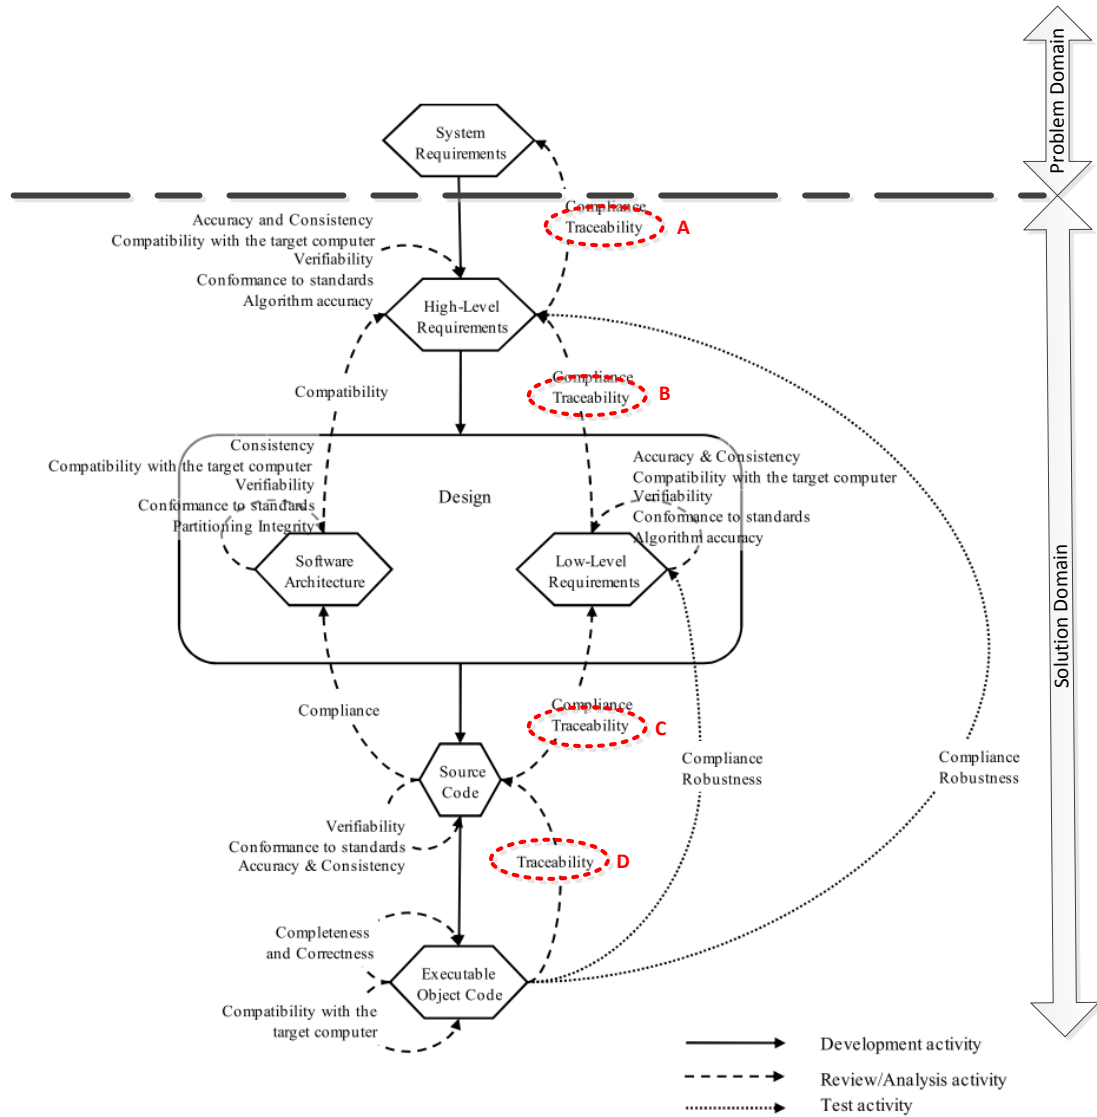 Problem Domain
System
Requirements
Compliance
Traceability
A
Accuracy and Consistency
Compatibility with the target computer
Verifiability
Conformance to standards
Algorithm accuracy
High-Level
Requirements
Compatibility
Compliance
Traceability
B
Consistency
Compatibility with the target computer
Verifiability
Conformance to standards
Partitioning Integrity
Design
Accuracy & Consistency
Compatibility with the target computer
Verifiability
Conformance to standards
Algorithm accuracy
Software
Architecture
Low-Level
Requirements
Solution Domain
Compliance
Compliance
Traceability
C
Source
Code
Compliance
Robustness
Compliance
Robustness
Verifiability
Conformance to standards
Accuracy & Consistency
Traceability
D
Completeness
and Correctness
Executable
Object Code
Compatibility with the
target computer
Development activity
Review/Analysis activity
Test activity